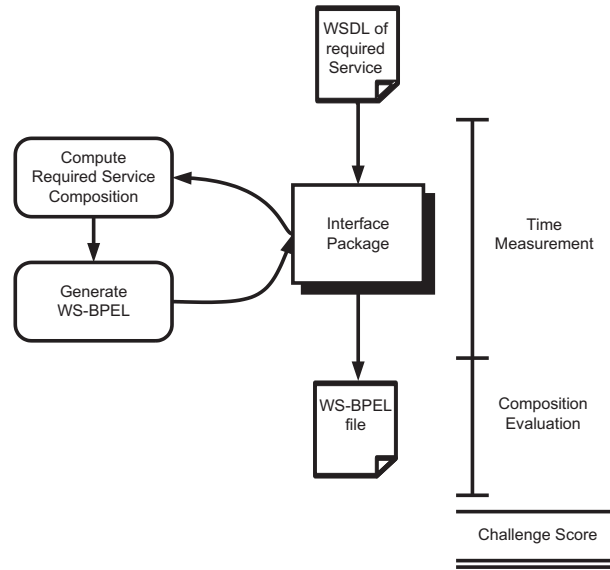 WSDL of
required
Service
Compute
Required Service
Composition
Interface
Package
Time
Measurement
Generate
WS-BPEL
WS-BPEL
file
Composition
Evaluation
Challenge Score